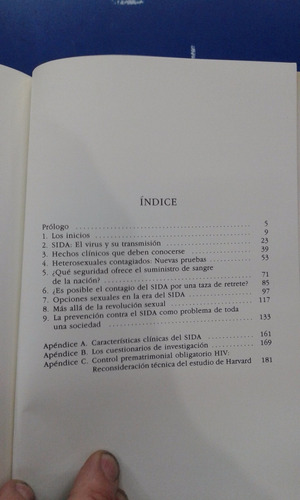 ÍNDICE
Prólogo 5
1. Los inicios 9
2. SIDA: El virus y su transmisión 23
3. Hechos clínicos que deben conocerse 39
4. Heterosexuales contagiados: Nuevas pruebas 53
5. ¿Qué seguridad ofrece el suministro de sangre
de la nación? 71
6. ¿Es posible el contagio del SIDA por una taza de retrete? 85
7. Opciones sexuales en la era del SIDA 97
8. Más allá de la revolución sexual 117
9. La prevención contra el SIDA como problema de toda
una sociedad 133
Apéndice A. Características clínicas del SIDA 161
Apéndice B. Los cuestionarios de investigación 169
Apéndice C. Control prematrimonial obligatorio HIV:
Reconsideración técnica del estudio de Harvard 181